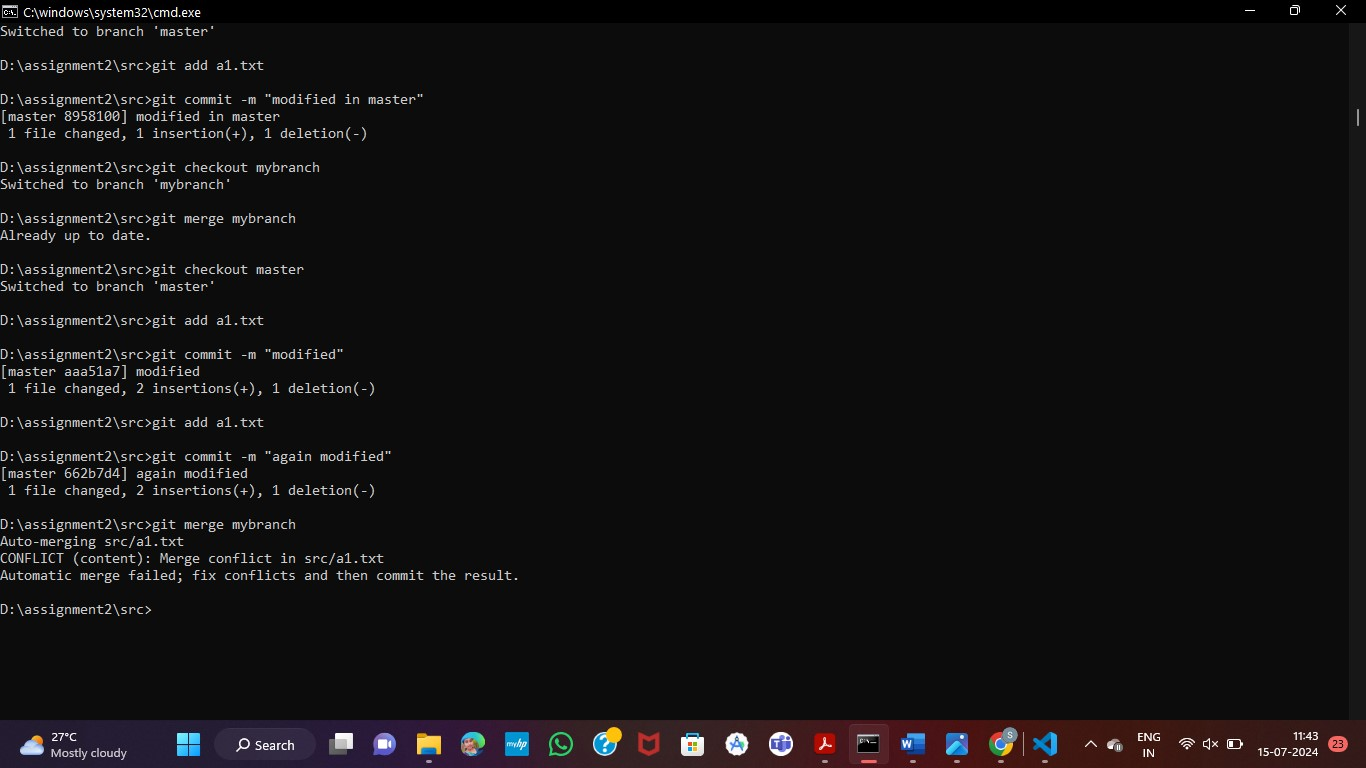 C:\windows\system32\cmd.exe
Switched to branch 'master'
D:\assignment2\src>git add a1.txt
D:\assignment2\src>git commit -m "modified in master"
[master 8958100] modified in master
 1 file changed, 1 insertion(+), 1 deletion(-)
D:\assignment2\src>git checkout mybranch
Switched to branch 'mybranch'
D:\assignment2\src>git merge mybranch
Already up to date.
D:\assignment2\src>git checkout master
Switched to branch 'master'
D:\assignment2\src>git add a1.txt
D:\assignment2\src>git commit -m "modified"
[master aaa51a7] modified
 1 file changed, 2 insertions(+), 1 deletion(-)
D:\assignment2\src>git add a1.txt
D:\assignment2\src>git commit -m "again modified"
[master 662b7d4] again modified
 1 file changed, 2 insertions(+), 1 deletion(-)
D:\assignment2\src>git merge mybranch
Auto-merging src/a1.txt
CONFLICT (content): Merge conflict in src/a1.txt
Automatic merge failed; fix conflicts and then commit the result.
D:\assignment2\src>
27°C
Mostly cloudy
Search
myhp
S
ENG
IN
11:43
15-07-2024
23